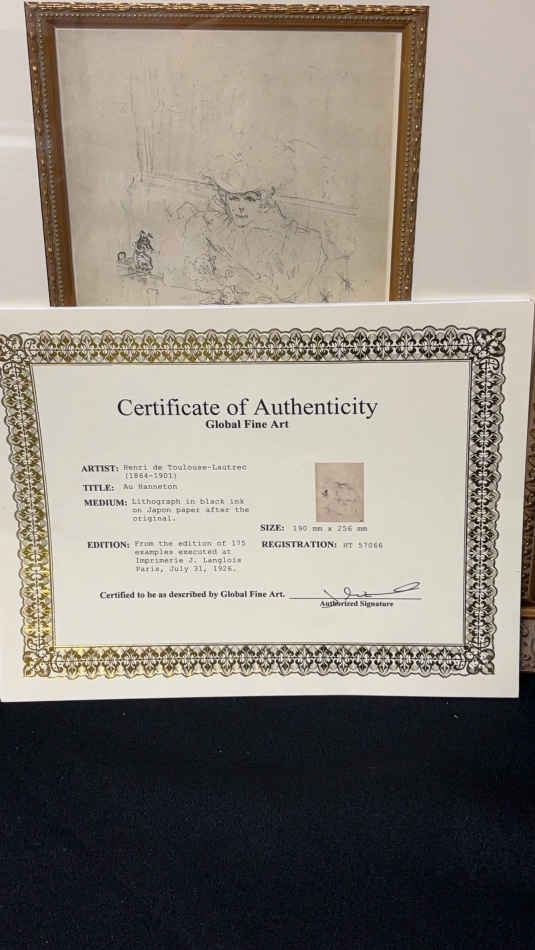 Certificate of Authenticity
Global Fine Art
ARTIST: Henri de Toulouse-Lautrec
(1864-1901)
TITLE: Au Hanneton
MEDIUM: Lithograph in black ink
on Japon paper after the
original.
SIZE: 190 mm x 256 mm
EDITION: From the edition of 175
examples executed at
Imprimerie J. Langlois
Paris, July 31, 1926.
REGISTRATION: HT 57066
Certified to be as described by Global Fine Art.
Authorized Signature